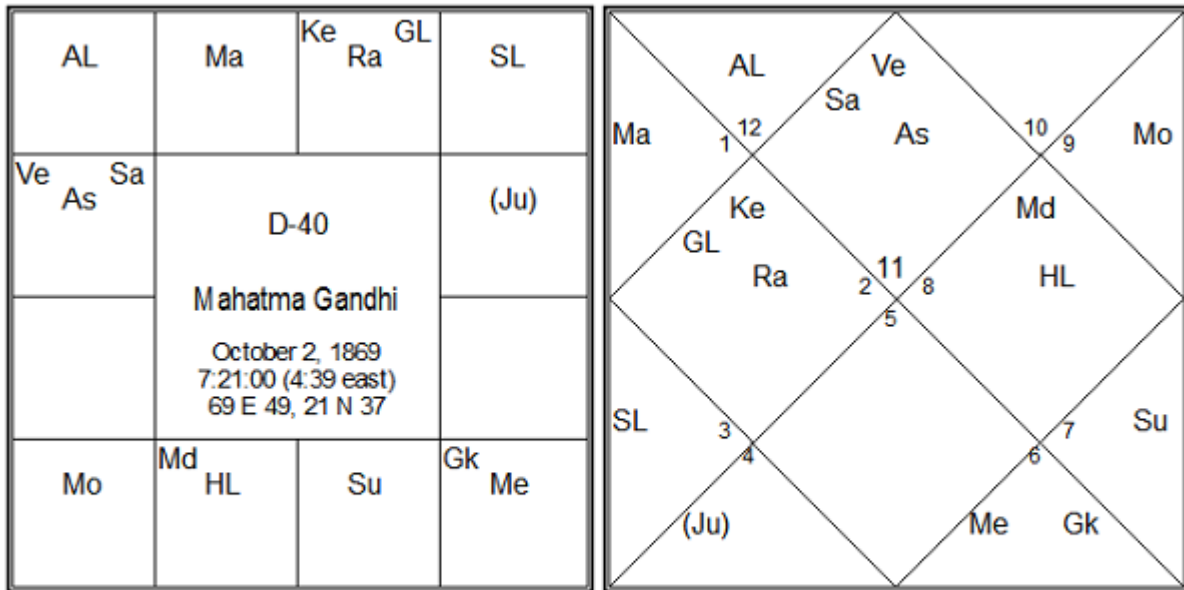 AL Ma Ke GL SL
Ra
Ve Sa (Ju)
As
D-40
Mahatma Gandhi
October 2, 1869
7:21:00 (4:39 east)
69 E 49, 21 N 37
Mo Md Su Gk
HL Me
AL Ve
Sa
Ma 1 12 As 10 9 Mo
Ke Md
GL
Ra 2 11 8 HL
5
SL 3 7 Su
4 6
(Ju) Me Gk